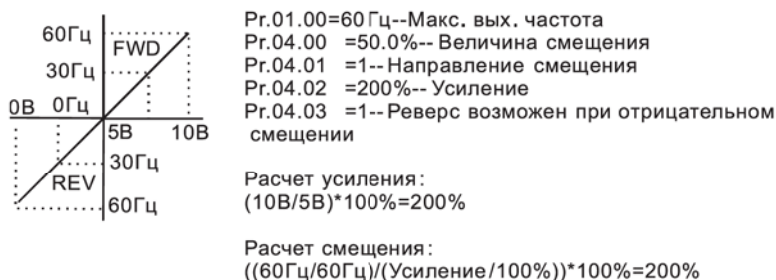 60Гц
FWD
30Гц
0В 0Гц
5В 10В
30Гц
REV
60Гц
Pr.01.00=60Гц--Макс. вых. частота
Pr.04.00 =50.0%-- Величина смещения
Pr.04.01 =1--Направление смещения
Pr.04.02 =200%-- Усиление
Pr.04.03 =1--Реверс возможен при отрицательном
смещении
Расчет усиления:
(10В/5В)*100%=200%
Расчет смещения:
((60Гц/60Гц)/(Усиление/100%))*100%=200%